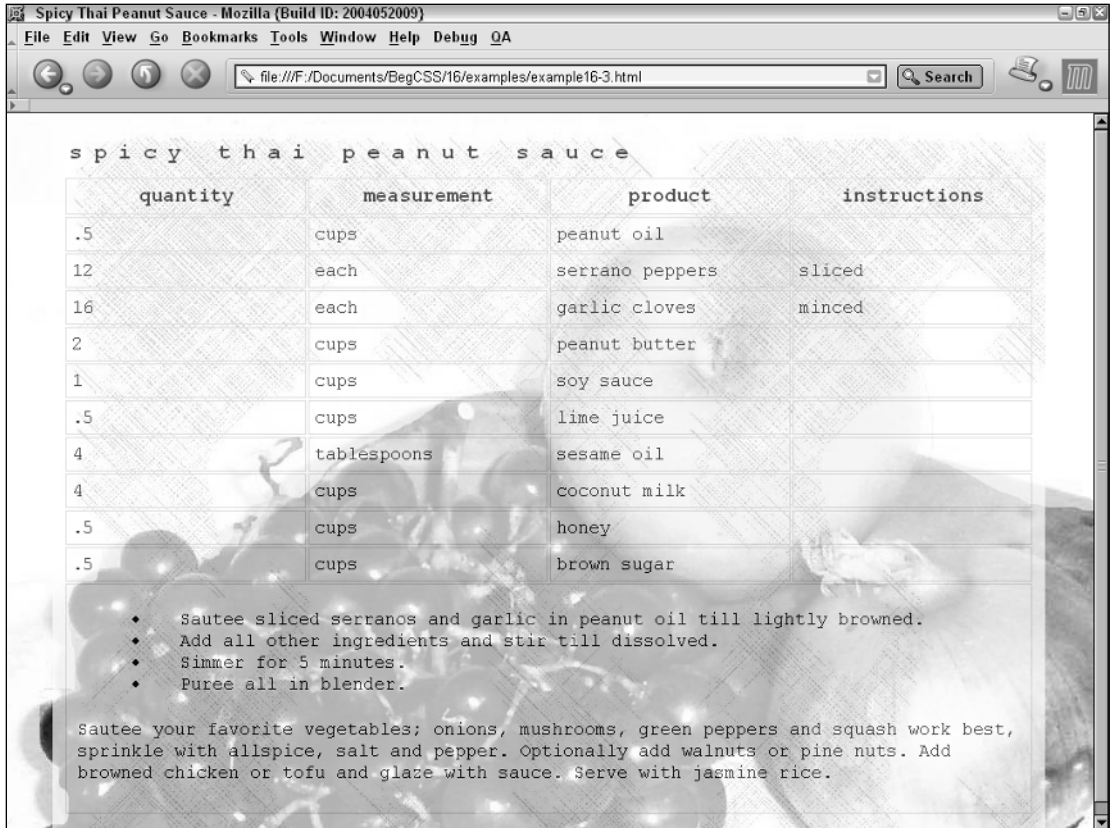 Spicy Thai Peanut Sauce - Mozilla {Build ID: 2004052009}
File Edit View Go Bookmarks Tools Window Help Debug QA
file:///F:/Documents/BegCSS/16/examples/example16-3.html Search
spicy thai peanut sauce
quantity measurement product instructions
.5 cups peanut oil
12 each serrano peppers sliced
16 each garlic cloves minced
2 cups peanut butter
1 cups soy sauce
.5 cups lime juice
4 tablespoons sesame oil
4 cups coconut milk
.5 cups honey
.5 cups brown sugar
• Sautee sliced serranos and garlic in peanut oil till lightly browned.
• Add all other ingredients and stir till dissolved.
• Simmer for 5 minutes.
• Puree all in blender.
Sautee your favorite vegetables; onions, mushrooms, green peppers and squash work best,
sprinkle with allspice, salt and pepper. Optionally add walnuts or pine nuts. Add
browned chicken or tofu and glaze with sauce. Serve with jasmine rice.